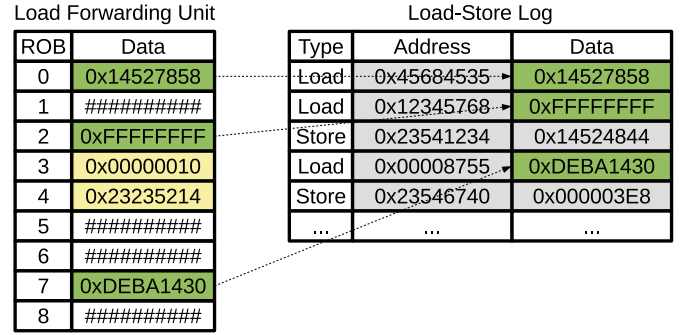 Load Forwarding Unit
ROB Data
0 0x14527858
1 ##########
2 0xFFFFFFFF
3 0x00000010
4 0x23235214
5 ##########
6 ##########
7 0xDEBA1430
8 ##########
Load-Store Log
Type Address Data
Load 0x45684535 0x14527858
Load 0x12345768 0xFFFFFFFF
Store 0x23541234 0x14524844
Load 0x00008755 0xDEBA1430
Store 0x23546740 0x000003E8
... ... ...